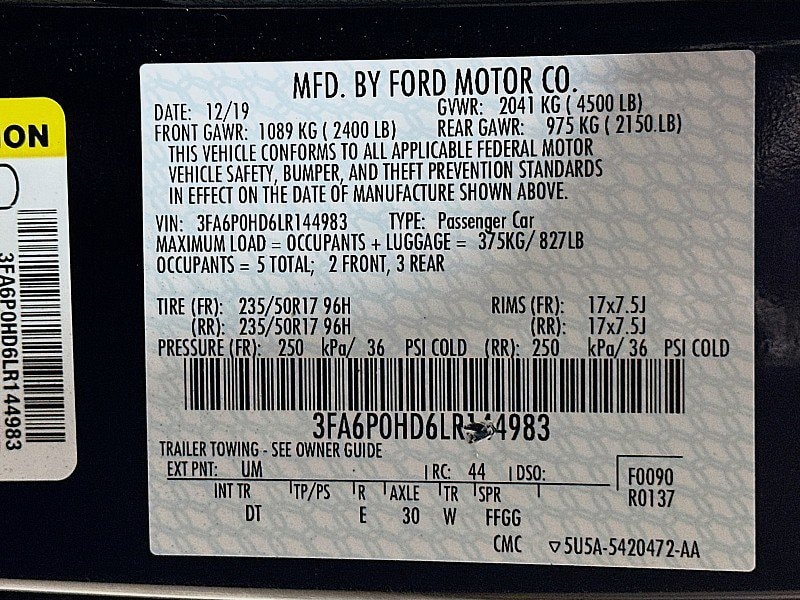 ION
3FA6P0HD6LR144983
MFD. BY FORD MOTOR CO.
DATE: 12/19 GVWR: 2041 KG ( 4500 LB)
FRONT GAWR: 1089 KG ( 2400 LB) REAR GAWR: 975 KG ( 2150.LB)
THIS VEHICLE CONFORMS TO ALL APPLICABLE FEDERAL MOTOR
VEHICLE SAFETY, BUMPER, AND THEFT PREVENTION STANDARDS
IN EFFECT ON THE DATE OF MANUFACTURE SHOWN ABOVE.
VIN: 3FA6P0HD6LR144983 TYPE: Passenger Car
MAXIMUM LOAD = OCCUPANTS + LUGGAGE = 375KG/ 827LB
OCCUPANTS = 5 TOTAL; 2 FRONT, 3 REAR
TIRE (FR): 235/50R17 96H RIMS (FR): 17x7.5J
(RR): 235/50R17 96H (RR): 17x7.5J
PRESSURE (FR): 250 kPa/ 36 PSI COLD (RR): 250 kPa/ 36 PSI COLD
3FA6P0HD6LR144983
TRAILER TOWING - SEE OWNER GUIDE
EXT PNT: UM RC: 44 DSO: F0090
INT TR TP/PS R AXLE TR SPR R0137
DT E 30 W FFGG
CMC ▽5U5A-5420472-AA